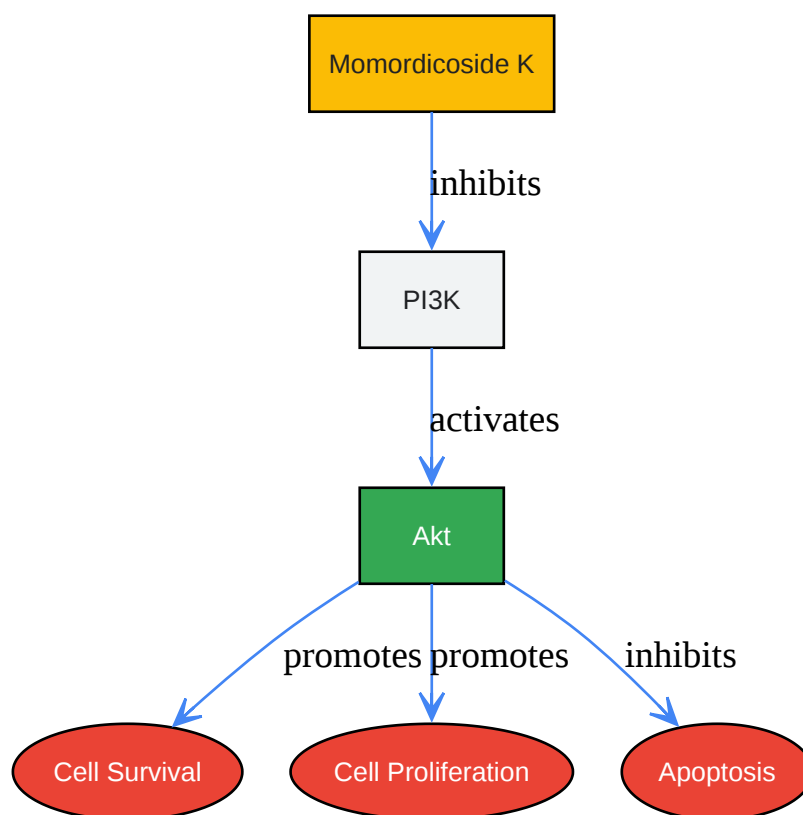 Momordicoside K
inhibits
PI3K
activates
Akt
promotes
promotes
inhibits
Cell Survival
Cell Proliferation
Apoptosis